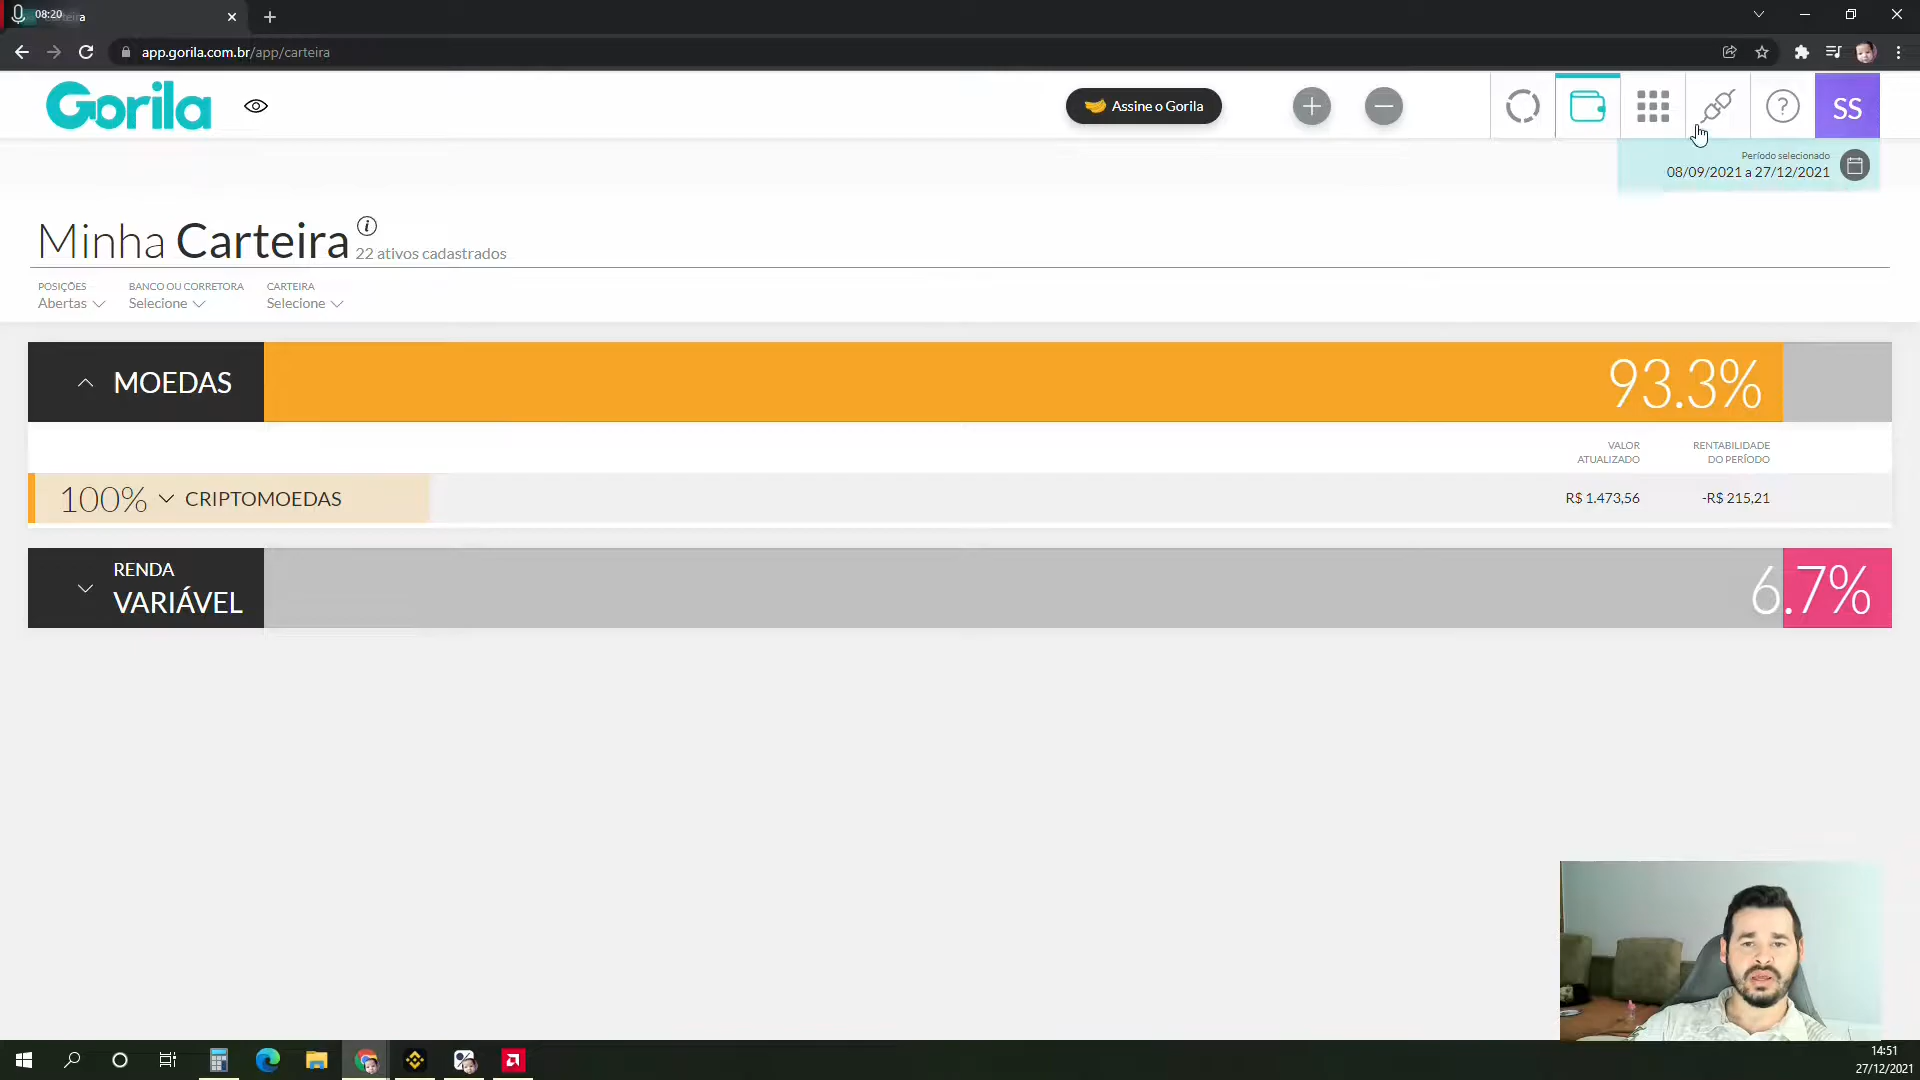 08:20
app.gorila.com.br/app/carteira
Gorila
Assine o Gorila
?
SS
Período selecionado
08/09/2021 a 27/12/2021
Minha Carteira i
22 ativos cadastrados
POSIÇÕES
Abertas
BANCO OU CORRETORA
Selecione
CARTEIRA
Selecione
MOEDAS
93.3%
VALOR
ATUALIZADO
RENTABILIDADE
DO PERÍODO
100% CRIPTOMOEDAS
R$ 1.473,56
-R$ 215,21
RENDA
VARIÁVEL
6.7%
14:51
27/12/2021